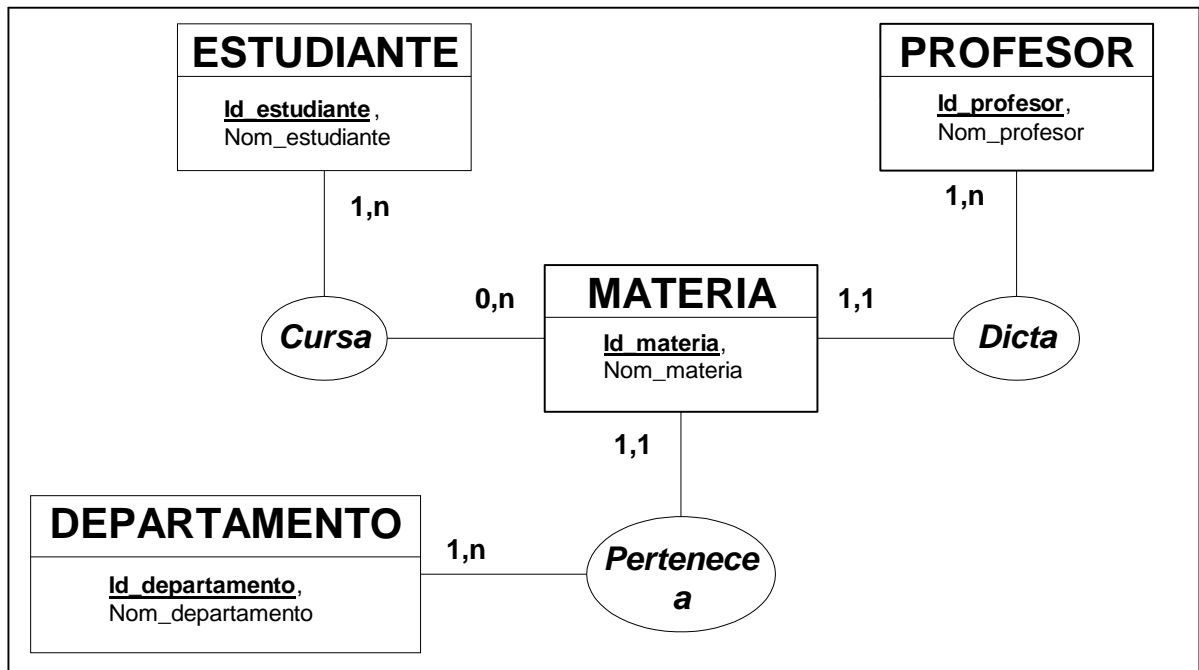 ESTUDIANTE
Id_estudiante,
Nom_estudiante
PROFESOR
Id_profesor,
Nom_profesor
1,n
1,n
MATERIA
Id_materia,
Nom_materia
0,n
1,1
Cursa
Dicta
1,1
DEPARTAMENTO
Id_departamento,
Nom_departamento
1,n
Pertenece
a